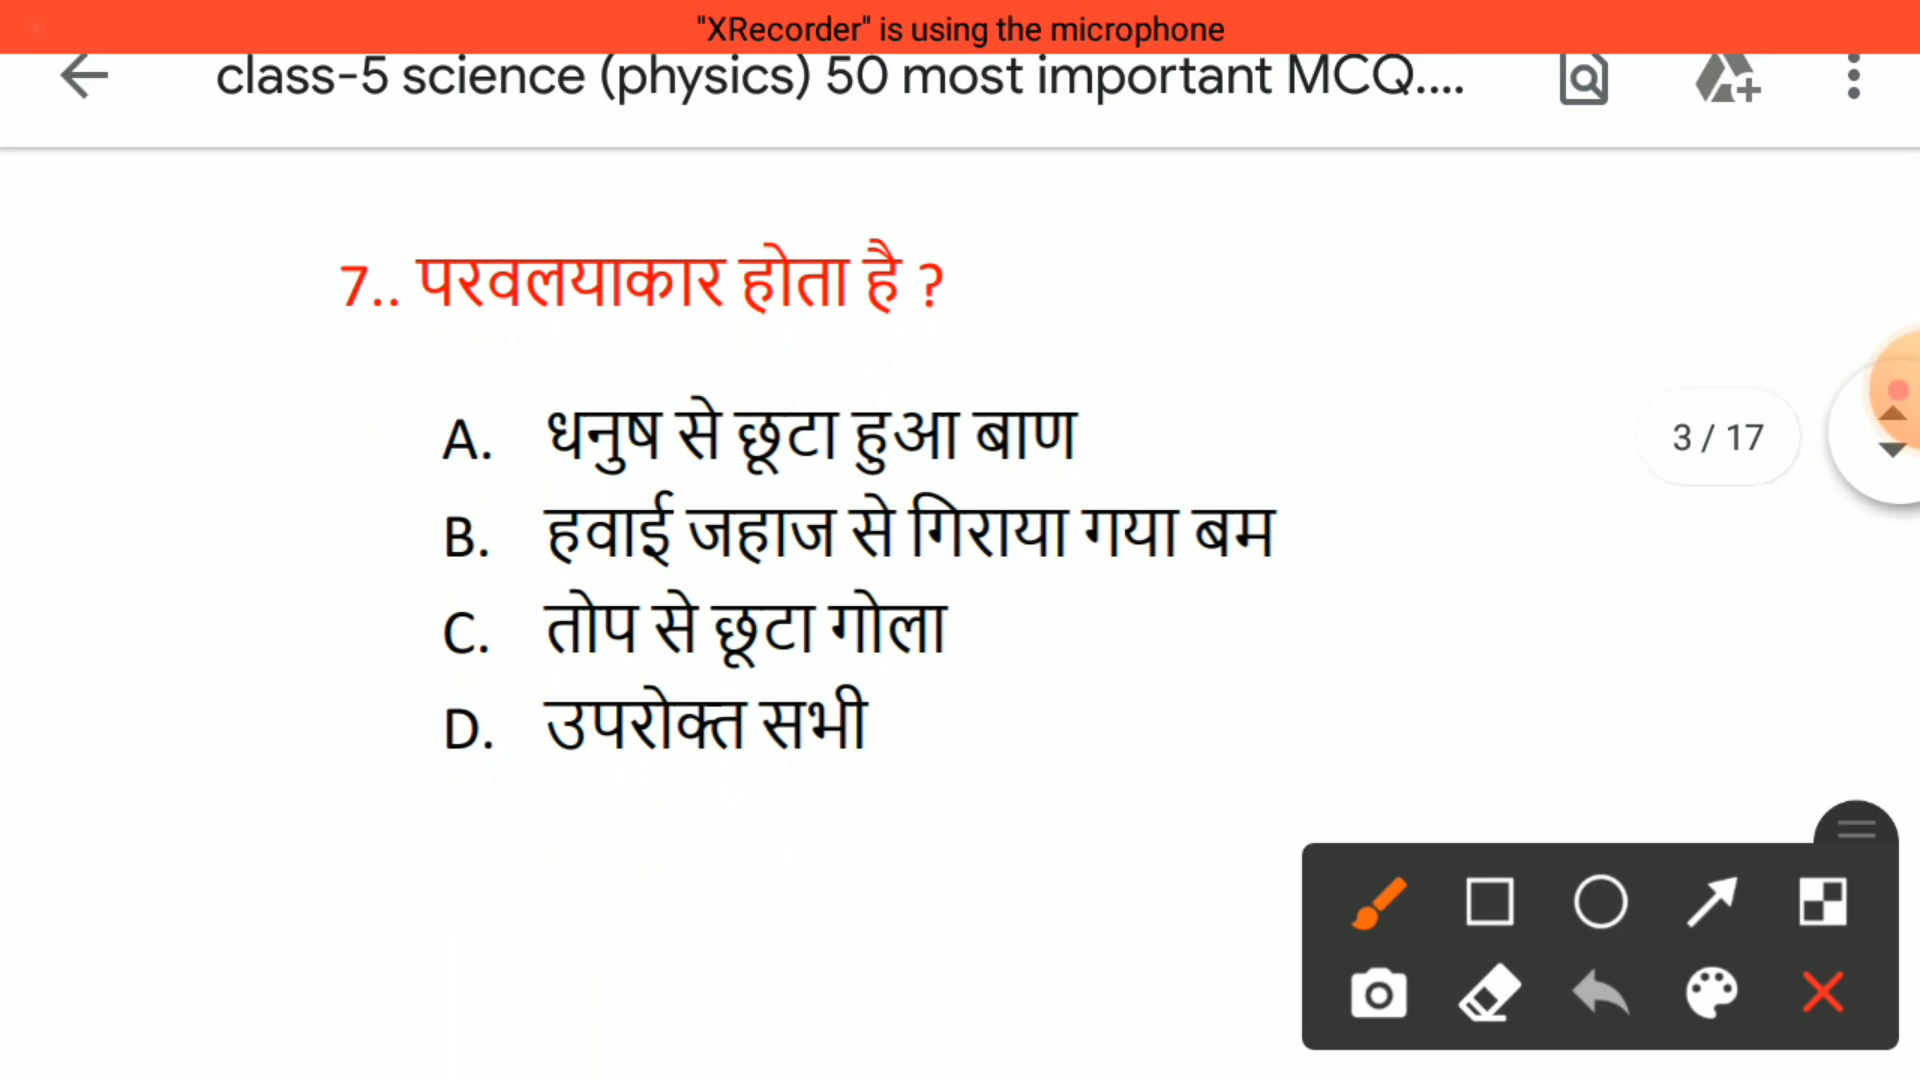 "XRecorder" is using the microphone
class-5 science (physics) 50 most important MCQ....
7.. परवलयाकार होता है ?
A. धनुष से छूटा हुआ बाण
3 / 17
B. हवाई जहाज से गिराया गया बम
C. तोप से छूटा गोला
D. उपरोक्त सभी